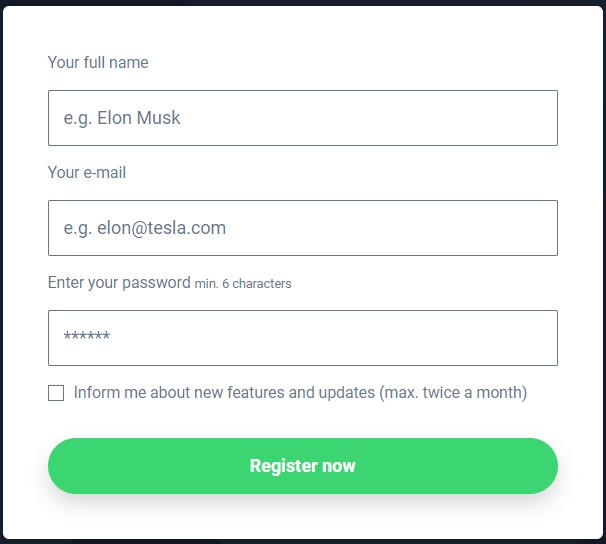 Your full name
e.g. Elon Musk
Your e-mail
e.g. elon@tesla.com
Enter your password min. 6 characters
******
Inform me about new features and updates (max. twice a month)
Register now